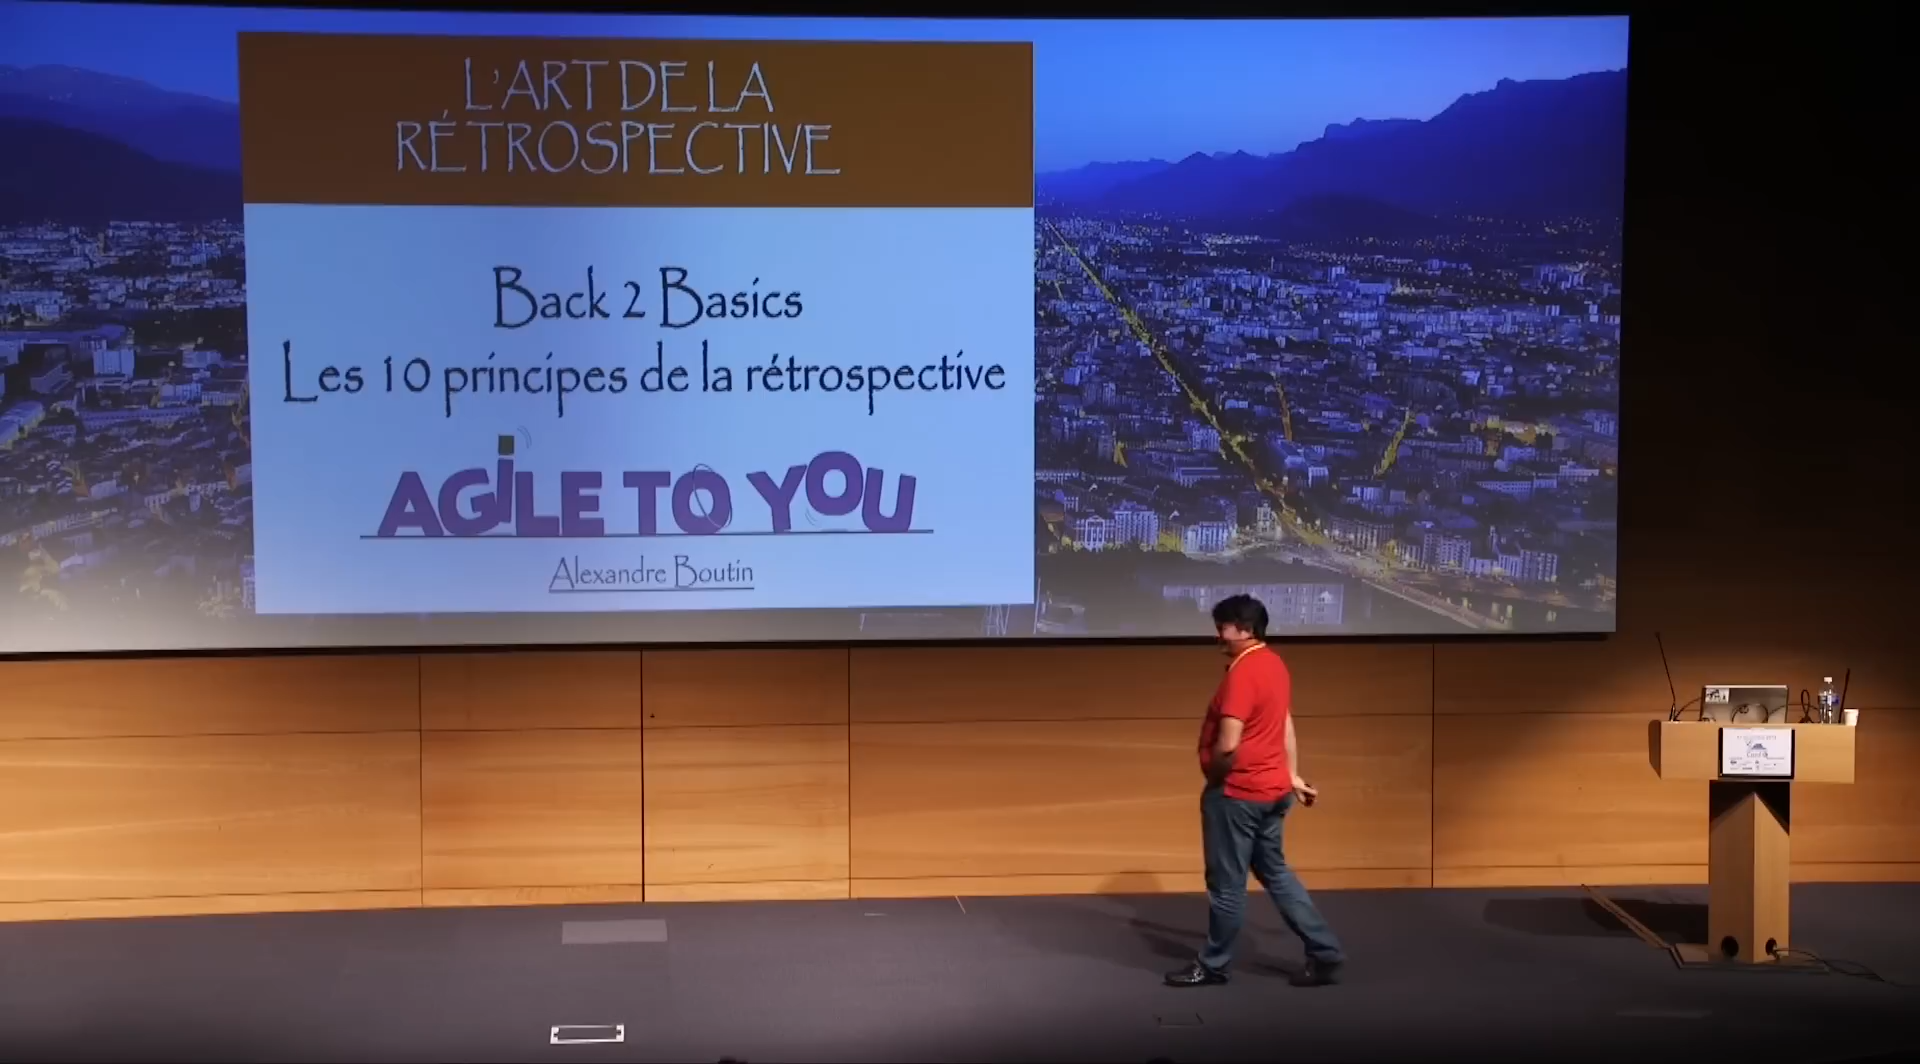 L'ART DE LA
RÉTROSPECTIVE
Back 2 Basics
Les 10 principes de la rétrospective
AGiLE TO YOU
Alexandre Boutin